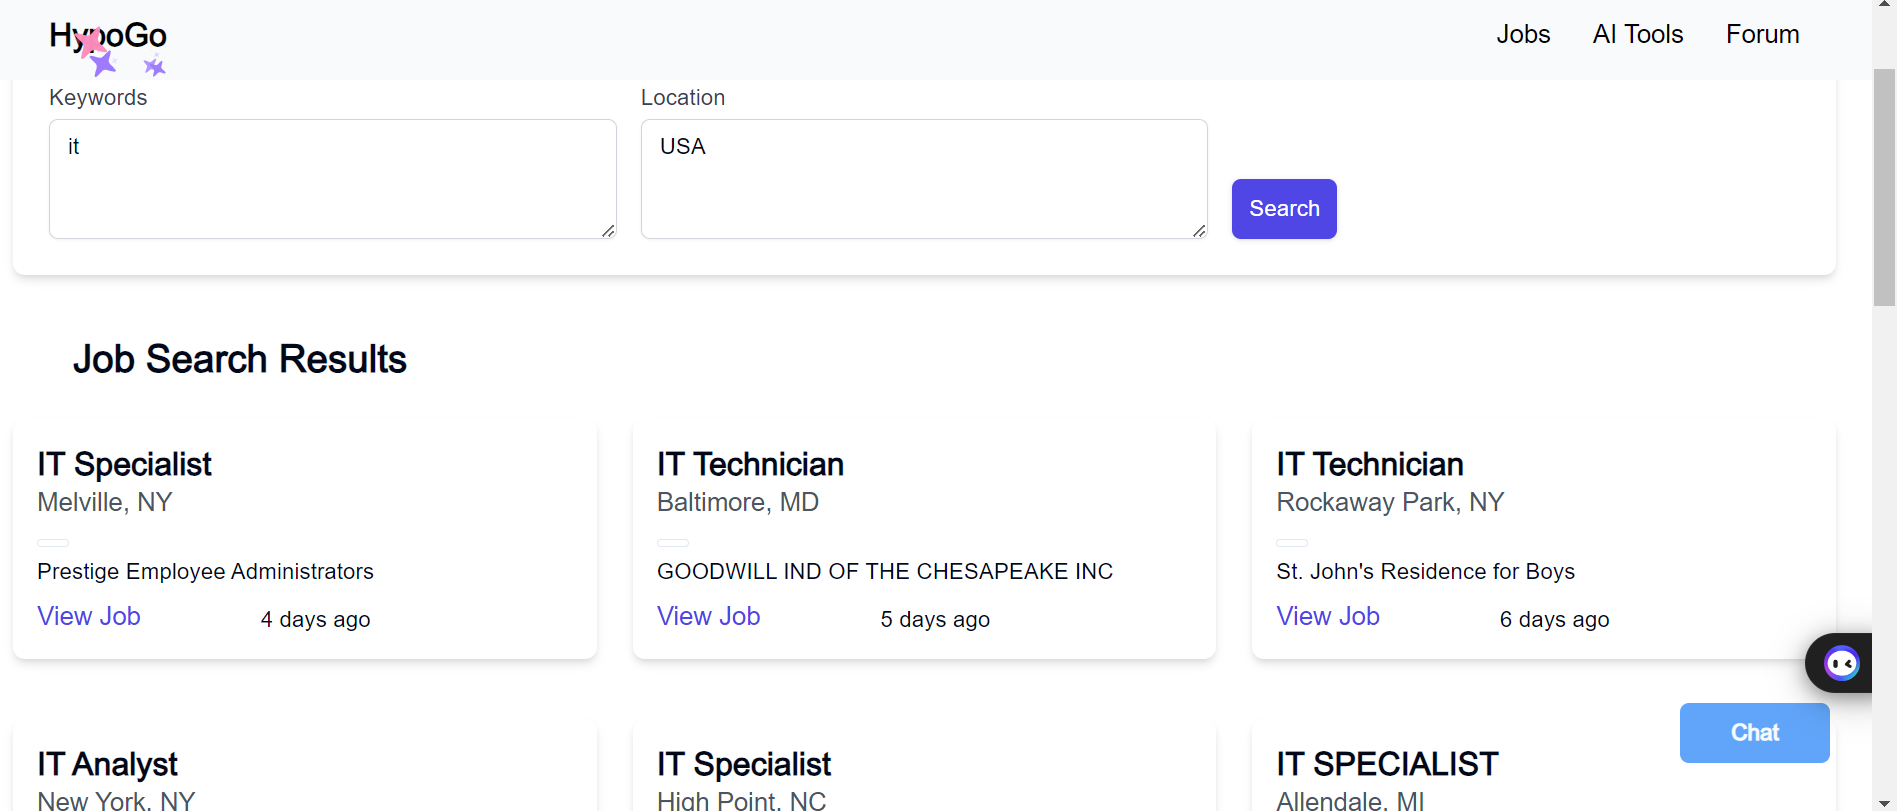 HypoGo
Jobs
AI Tools
Forum
Keywords
Location
it
USA
Search
Job Search Results
IT Specialist
Melville, NY
Prestige Employee Administrators
View Job
4 days ago
IT Technician
Baltimore, MD
GOODWILL IND OF THE CHESAPEAKE INC
View Job
5 days ago
IT Technician
Rockaway Park, NY
St. John's Residence for Boys
View Job
6 days ago
IT Analyst
New York, NY
IT Specialist
High Point, NC
IT SPECIALIST
Allendale, MI
Chat